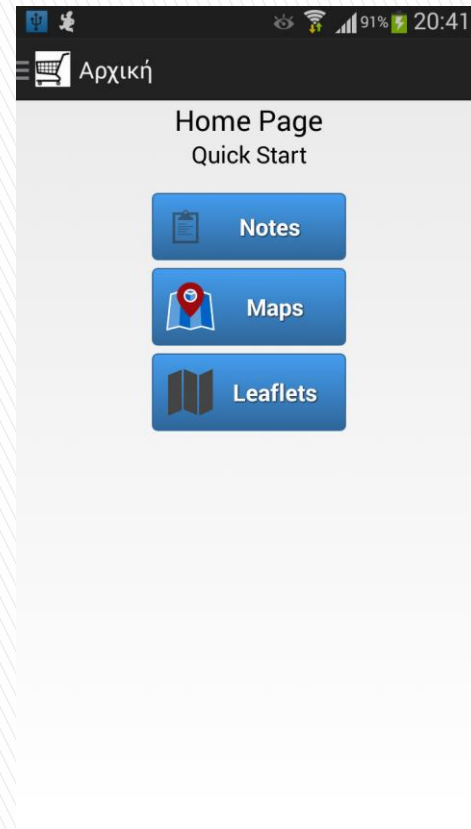 91% 20:41
Αρχική
Home Page
Quick Start
Notes
Maps
Leaflets